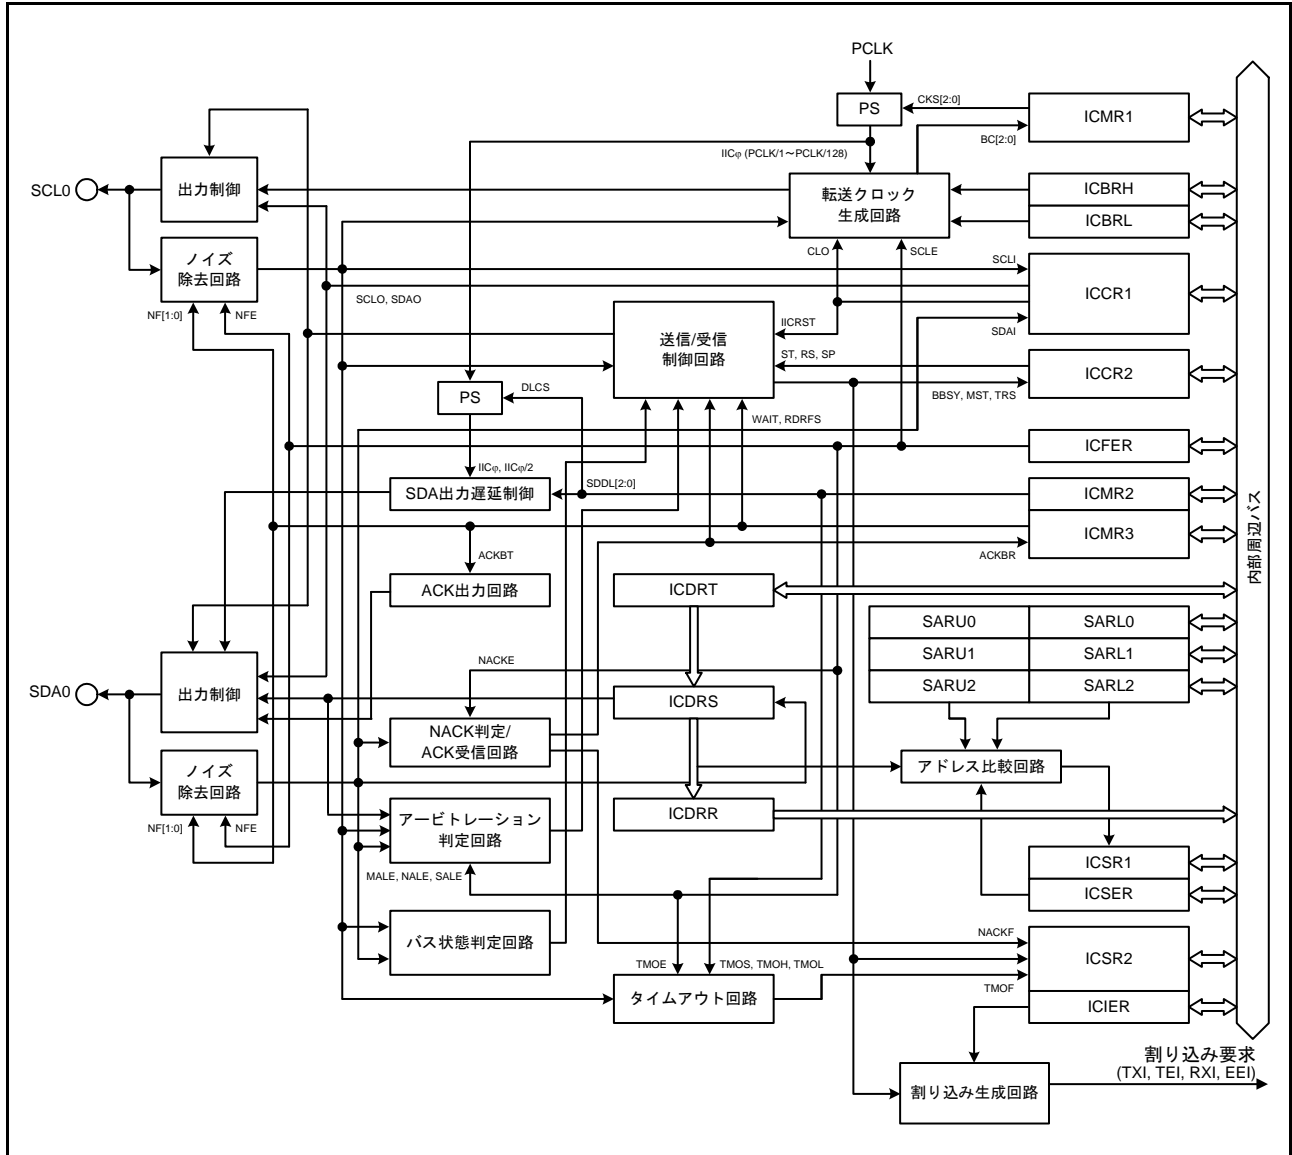 PCLK
PS
CKS[2:0]
ICMR1
BC[2:0]
IICφ (PCLK/1～PCLK/128)
SCL0
出力制御
転送クロック
生成回路
ICBRH
ICBRL
CLO
SCLE
ノイズ
除去回路
SCLI
ICCR1
SCLO, SDAO
NF[1:0]
NFE
IICRST
SDAI
送信/受信
制御回路
ST, RS, SP
ICCR2
BBSY, MST, TRS
PS
DLCS
WAIT, RDRFS
ICFER
IICφ, IICφ/2
SDA出力遅延制御
SDDL[2:0]
ICMR2
内部周辺バス
ICMR3
ACKBT
ACKBR
ACK出力回路
ICDRT
SARU0
SARL0
SARU1
SARL1
SARU2
SARL2
NACKE
SDA0
出力制御
ICDRS
NACK判定/
ACK受信回路
アドレス比較回路
ノイズ
除去回路
ICDRR
NF[1:0]
NFE
アービトレーション
判定回路
MALE, NALE, SALE
ICSR1
ICSER
バス状態判定回路
NACKF
ICSR2
TMOE
TMOS, TMOH, TMOL
TMOF
タイムアウト回路
ICIER
割り込み要求
(TXI, TEI, RXI, EEI)
割り込み生成回路